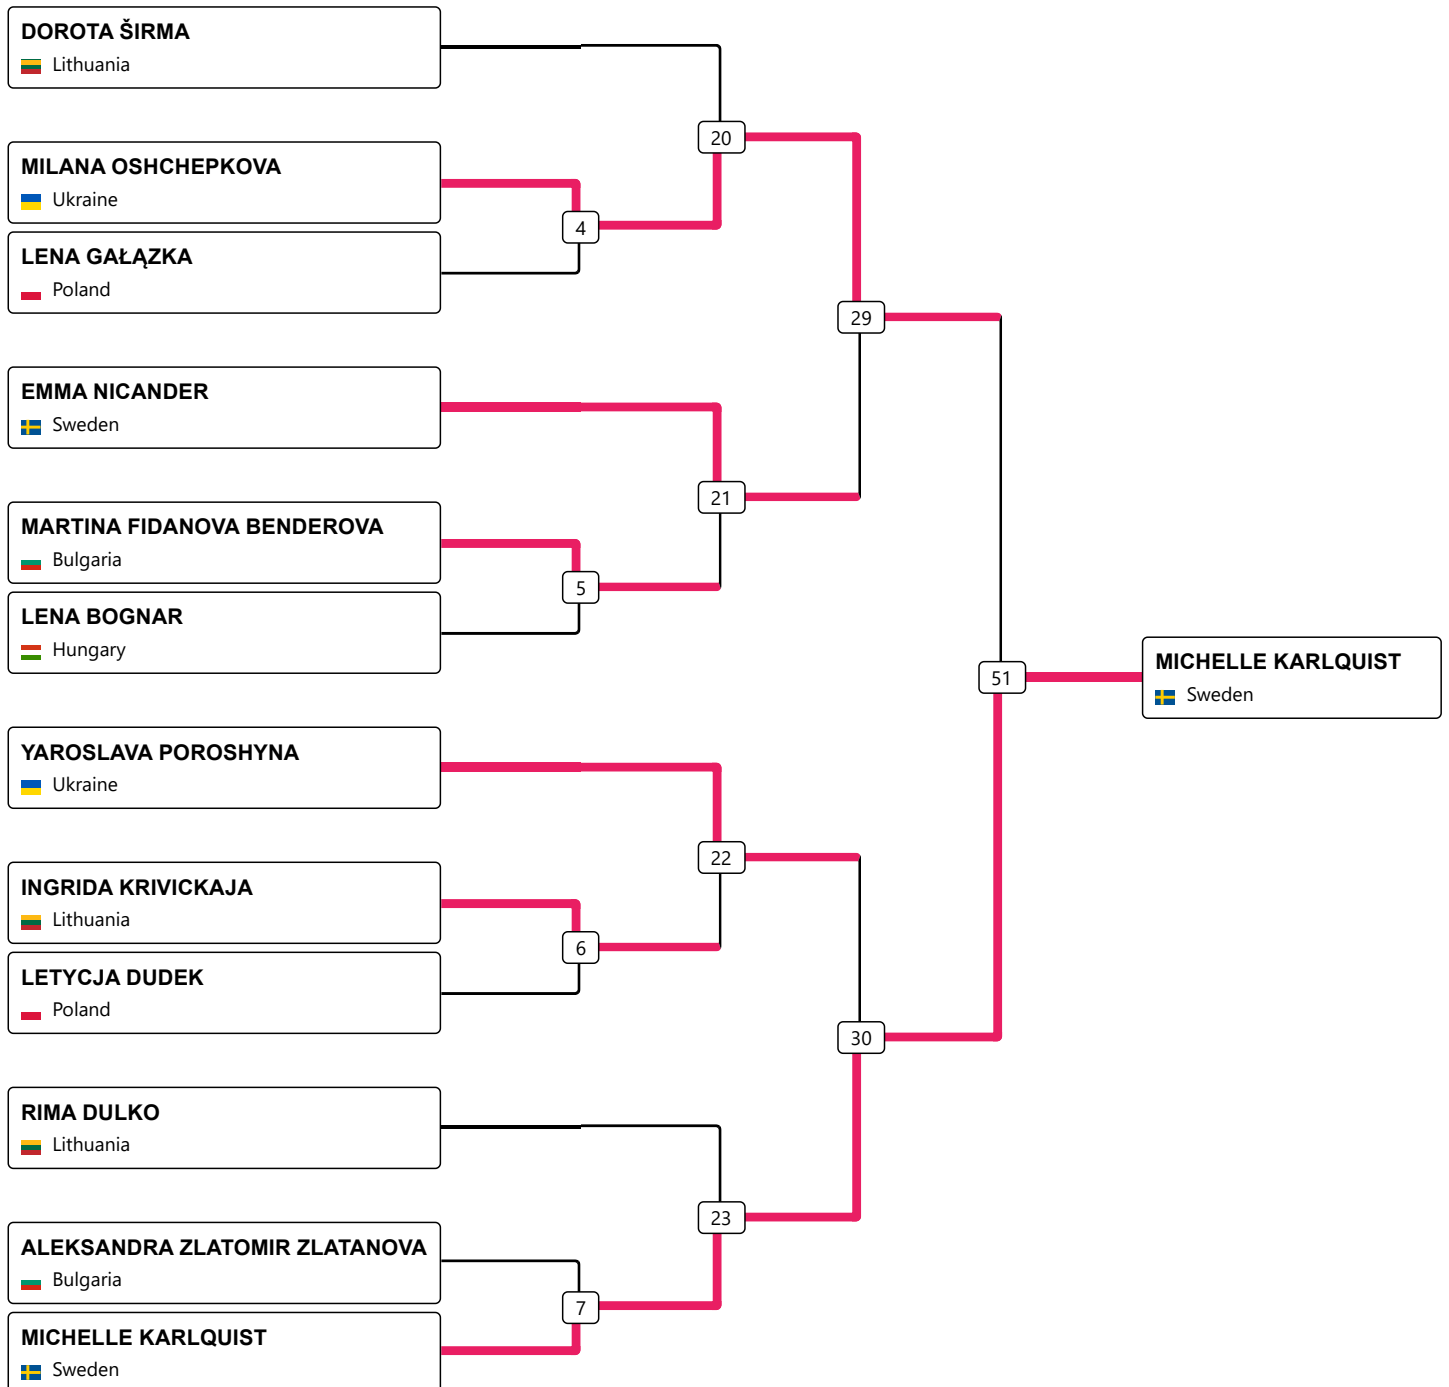 DOROTA ŠIRMA
Lithuania
20
MILANA OSHCHEPKOVA
Ukraine
4
LENA GAŁĄZKA
Poland
29
EMMA NICANDER
Sweden
21
MARTINA FIDANOVA BENDEROVA
Bulgaria
5
LENA BOGNAR
Hungary
51
MICHELLE KARLQUIST
Sweden
YAROSLAVA POROSHYNA
Ukraine
22
INGRIDA KRIVICKAJA
Lithuania
6
LETYCJA DUDEK
Poland
30
RIMA DULKO
Lithuania
23
ALEKSANDRA ZLATOMIR ZLATANOVA
Bulgaria
7
MICHELLE KARLQUIST
Sweden